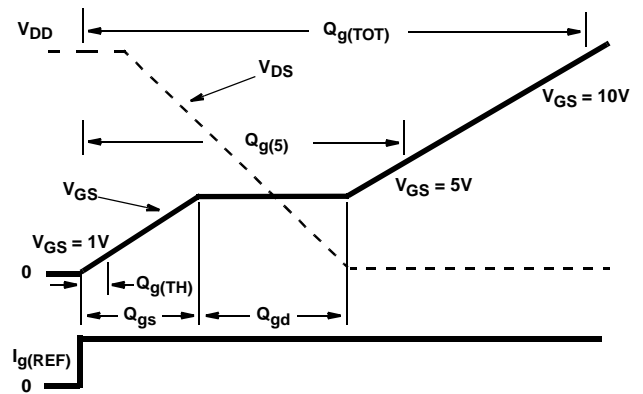 V_DD
Q_g(TOT)
V_DS
V_GS = 10V
Q_g(5)
V_GS
V_GS = 5V
V_GS = 1V
0
Q_g(TH)
Q_gs
Q_gd
I_g(REF)
0